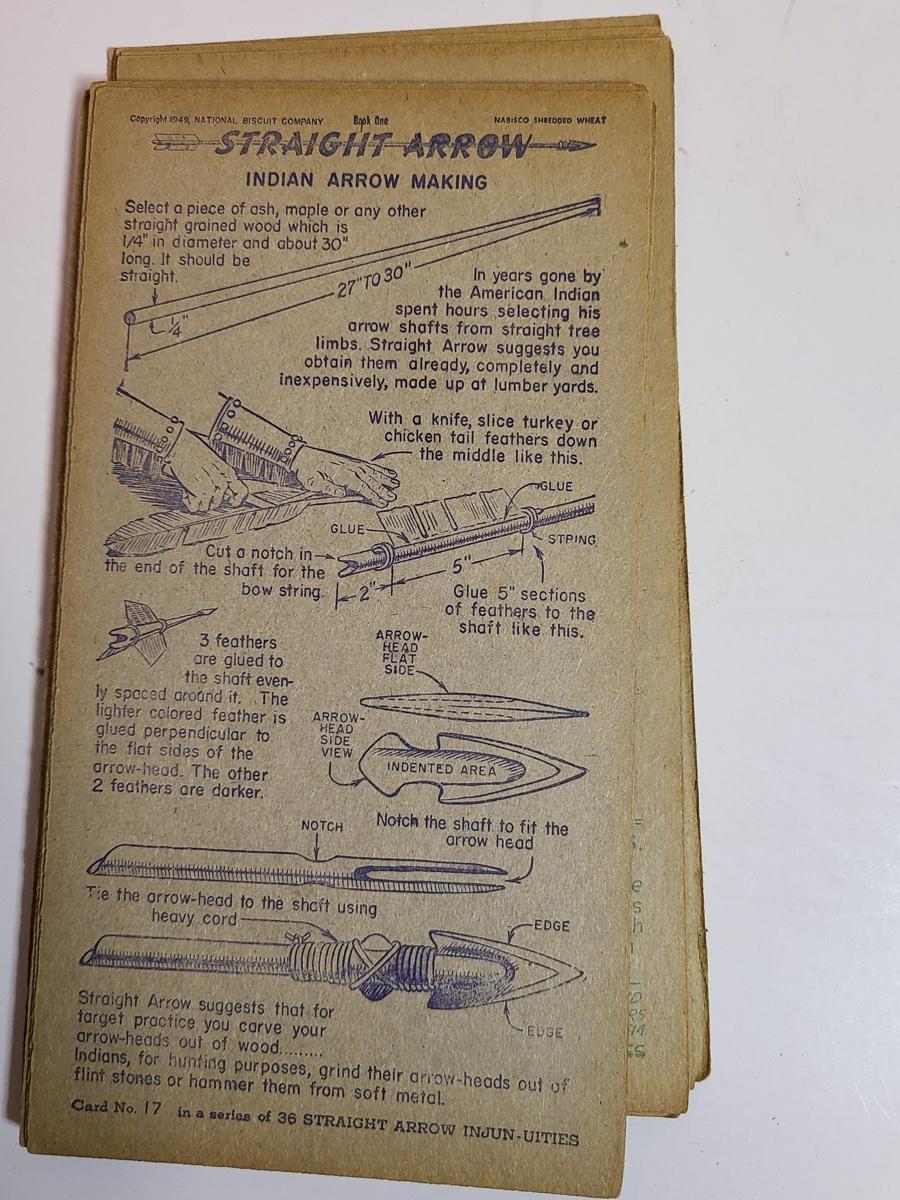 Copyright 1949, NATIONAL BISCUIT COMPANY Book One NABISCO SHREDDED WHEAT
STRAIGHT ARROW
INDIAN ARROW MAKING
Select a piece of ash, maple or any other
straight grained wood which is
1/4" in diameter and about 30"
long. It should be
straight.
27" TO 30"
1/4"
In years gone by
the American Indian
spent hours selecting his
arrow shafts from straight tree
limbs. Straight Arrow suggests you
obtain them already, completely and
inexpensively, made up at lumber yards.
With a knife, slice turkey or
chicken tail feathers down
the middle like this.
GLUE
GLUE
STRING
Cut a notch in
the end of the shaft for the
bow string.
2"
5"
Glue 5" sections
of feathers to the
shaft like this.
3 feathers
are glued to
the shaft even-
ly spaced around it. The
lighter colored feather is
glued perpendicular to
the flat sides of the
arrow-head. The other
2 feathers are darker.
ARROW-
HEAD
FLAT
SIDE
ARROW-
HEAD
SIDE
VIEW
INDENTED AREA
Notch the shaft to fit the
arrow head
NOTCH
Tie the arrow-head to the shaft using
heavy cord
EDGE
EDGE
Straight Arrow suggests that for
target practice you carve your
arrow-heads out of wood.........
Indians, for hunting purposes, grind their arrow-heads out of
flint stones or hammer them from soft metal.
Card No. 17 in a series of 36 STRAIGHT ARROW INJUN-UITIES